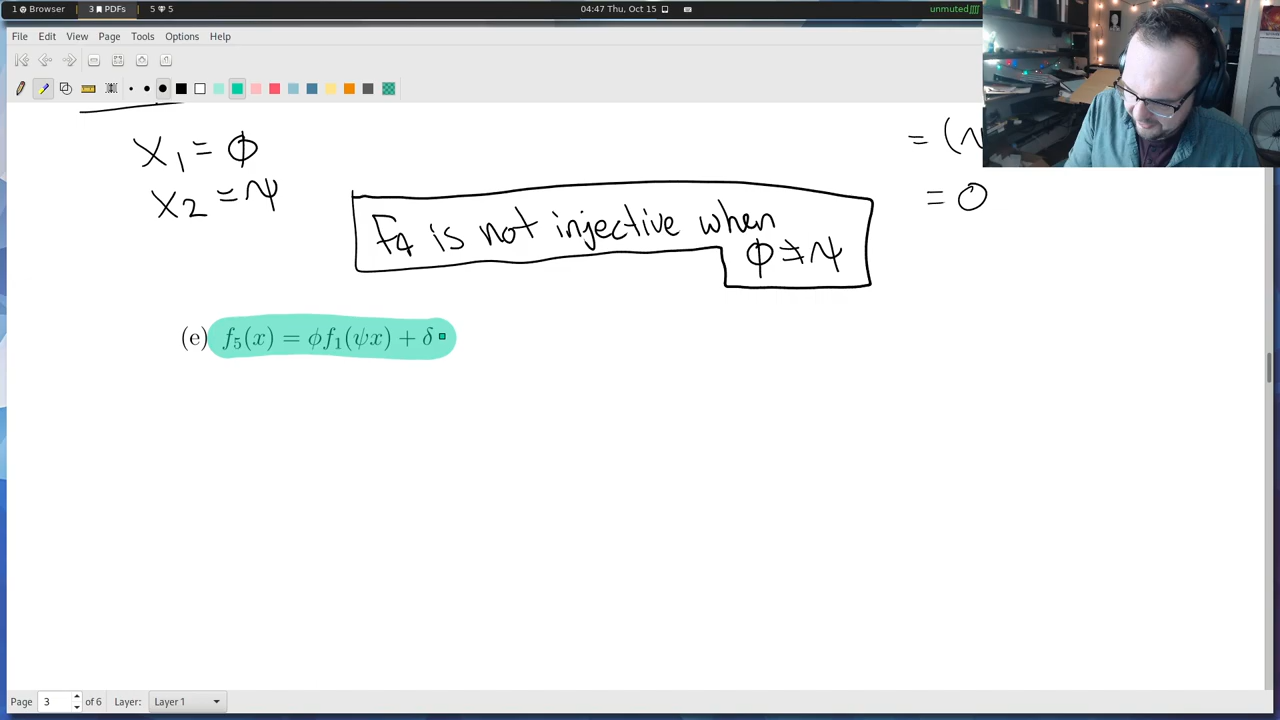 1 Browser 3 PDFs 5 5 04:47 Thu, Oct 15 unmuted
File Edit View Page Tools Options Help
X₁ = φ
X₂ = ψ
= (
= 0
F₄ is not injective when
φ ≠ ψ
(e) f₅(x) = φf₁(ψx) + δ
Page 3 of 6 Layer: Layer 1